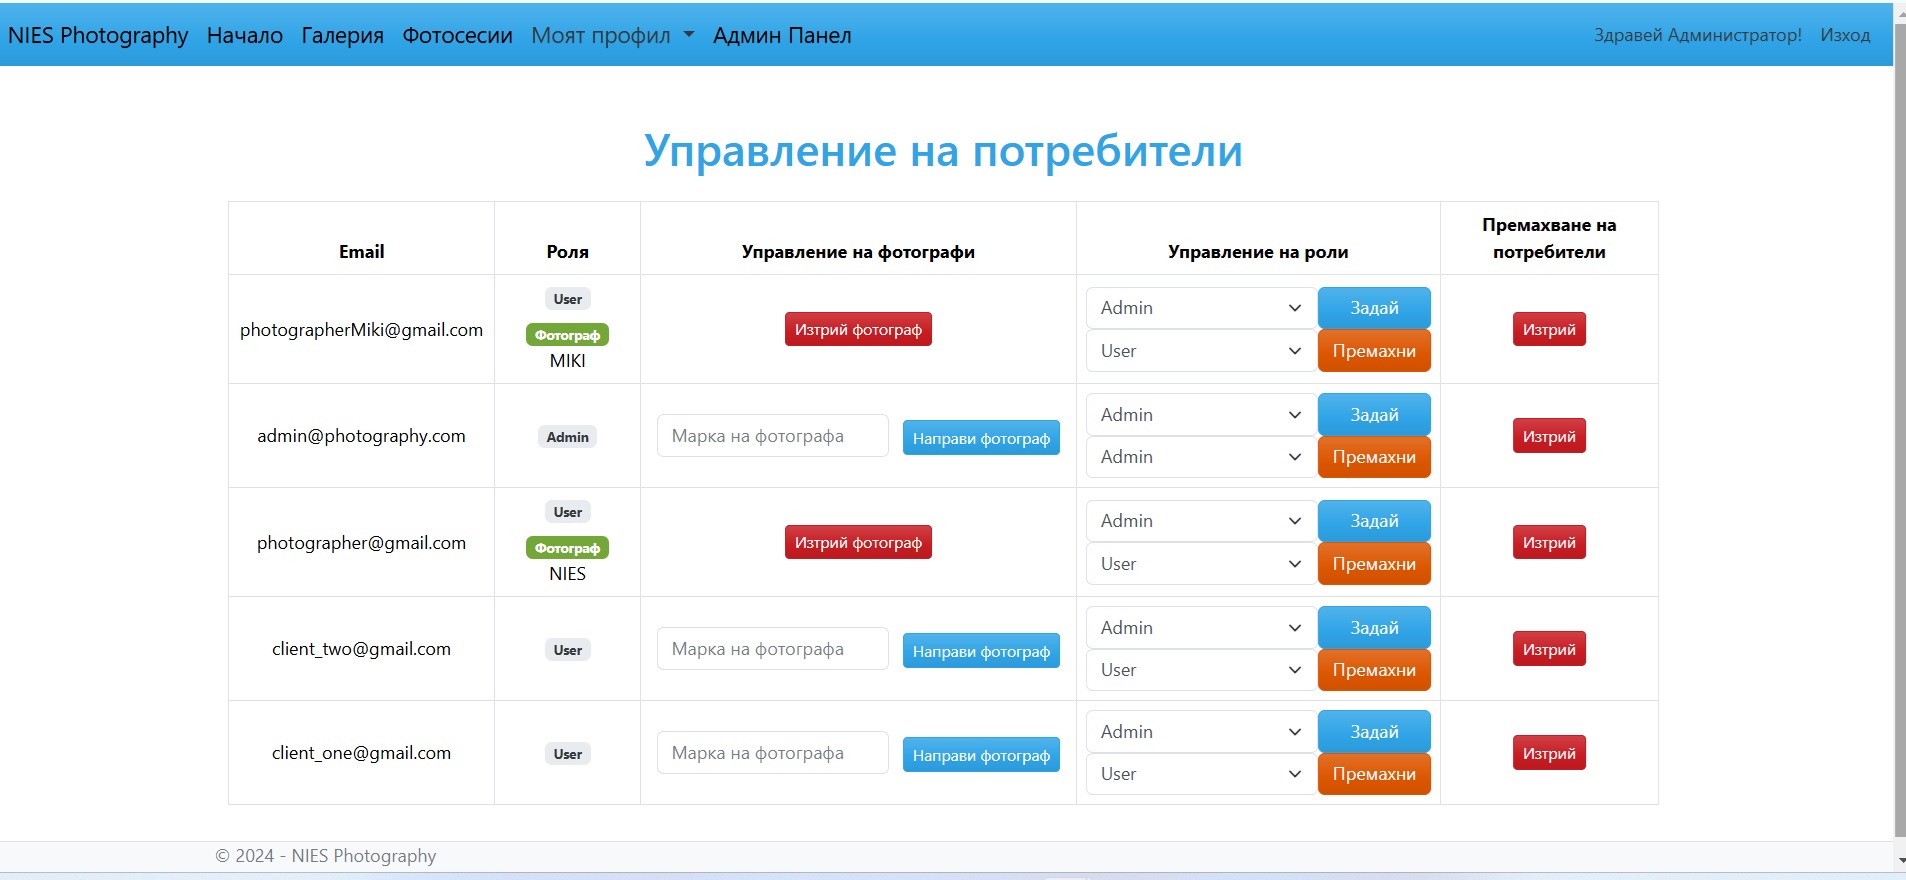 NIES Photography Начало Галерия Фотосесии Моят профил Админ Панел Здравей Администратор! Изход
Управление на потребители
Email Роля Управление на фотографи Управление на роли Премахване на потребители
photographerMiki@gmail.com User Фотограф MIKI Изтрий фотограф Admin Задай User Премахни Изтрий
admin@photography.com Admin Марка на фотографа Направи фотограф Admin Задай Admin Премахни Изтрий
photographer@gmail.com User Фотограф NIES Изтрий фотограф Admin Задай User Премахни Изтрий
client_two@gmail.com User Марка на фотографа Направи фотограф Admin Задай User Премахни Изтрий
client_one@gmail.com User Марка на фотографа Направи фотограф Admin Задай User Премахни Изтрий
© 2024 - NIES Photography